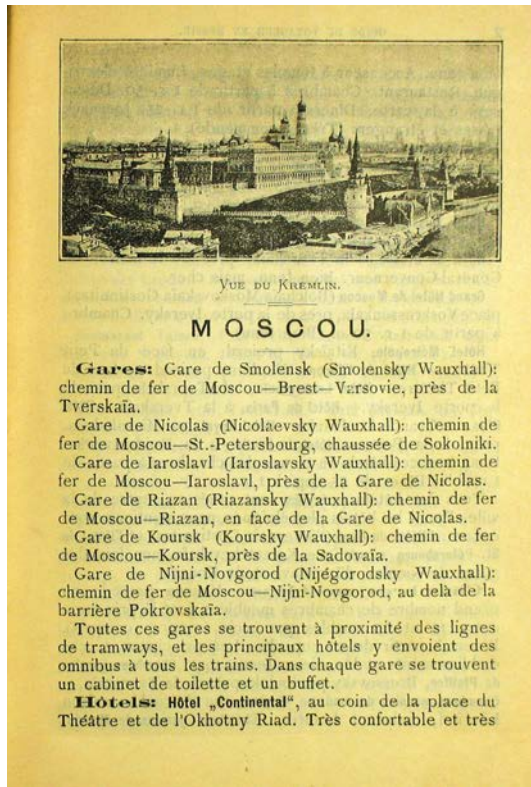 VUE DU KREMLIN.
MOSCOU.
Gares: Gare de Smolensk (Smolensky Wauxhall):
chemin de fer de Moscou—Brest—Varsovie, près de la
Tverskaïa.
Gare de Nicolas (Nicolaevsky Wauxhall): chemin de
fer de Moscou—St.-Petersbourg, chaussée de Sokolniki.
Gare de Iaroslavl (Iaroslavsky Wauxhall): chemin de
fer de Moscou—Iaroslavl, près de la Gare de Nicolas.
Gare de Riazan (Riazansky Wauxhall): chemin de fer
de Moscou—Riazan, en face de la Gare de Nicolas.
Gare de Koursk (Koursky Wauxhall): chemin de fer
de Moscou—Koursk, près de la Sadovaïa.
Gare de Nijni-Novgorod (Nijégorodsky Wauxhall):
chemin de fer de Moscou—Nijni-Novgorod, au delà de la
barrière Pokrovskaïa.
Toutes ces gares se trouvent à proximité des lignes
de tramways, et les principaux hôtels y envoient des
omnibus à tous les trains. Dans chaque gare se trouvent
un cabinet de toilette et un buffet.
Hôtels: Hôtel „Continental“, au coin de la place du
Théâtre et de l'Okhotny Riad. Très confortable et très